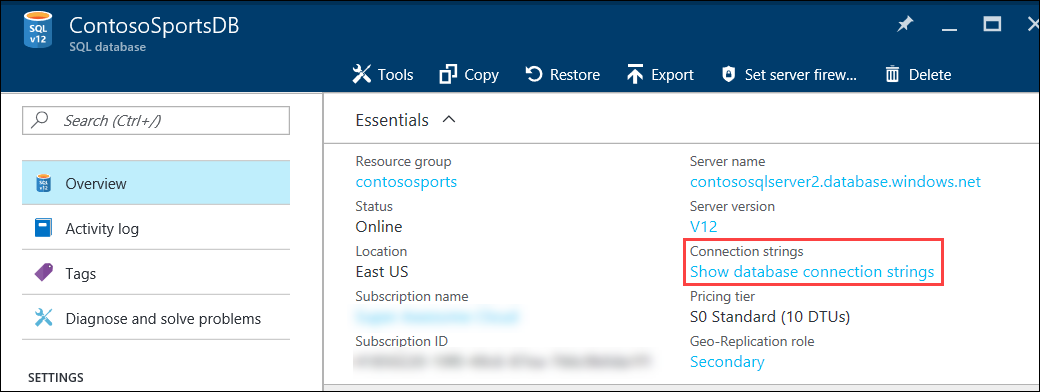 SQL
v12
ContosoSportsDB
SQL database
Tools
Copy
Restore
Export
Set server firew...
Delete
Search (Ctrl+/)
Overview
Activity log
Tags
Diagnose and solve problems
SETTINGS
Essentials
Resource group
contososports
Server name
contososqlserver2.database.windows.net
Status
Online
Server version
V12
Location
East US
Connection strings
Show database connection strings
Subscription name
Pricing tier
S0 Standard (10 DTUs)
Subscription ID
Geo-Replication role
Secondary